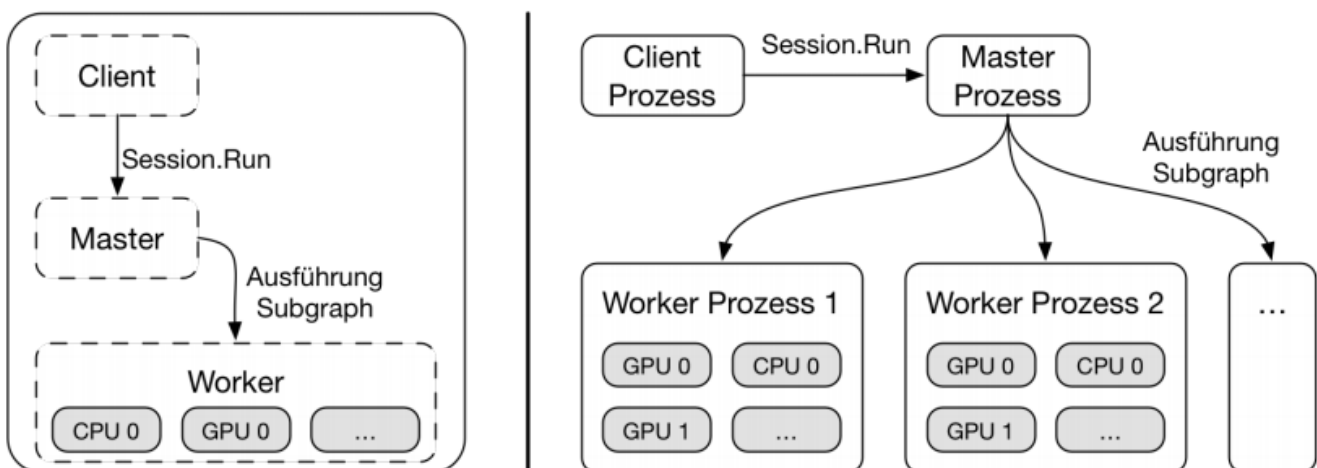 Client
Session.Run
Master
Ausführung
Subgraph
Worker
CPU 0
GPU 0
...
Client
Prozess
Session.Run
Master
Prozess
Ausführung
Subgraph
Worker Prozess 1
GPU 0
CPU 0
GPU 1
...
Worker Prozess 2
GPU 0
CPU 0
GPU 1
...
...